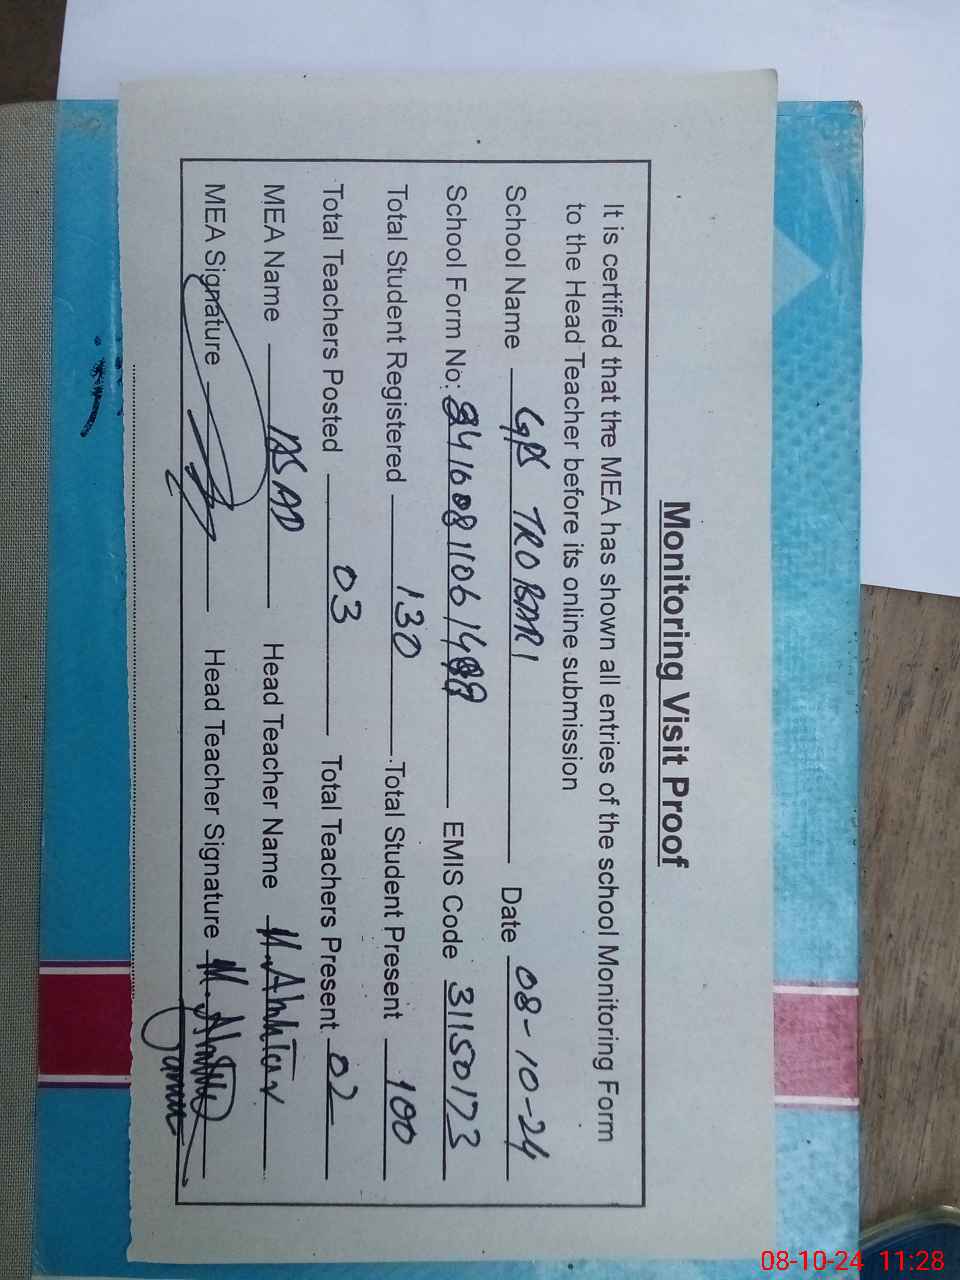 Monitoring Visit Proof
It is certified that the MEA has shown all entries of the school Monitoring Form
to the Head Teacher before its online submission
School Name GPS TROBARI Date 08-10-24
School Form No: EMIS Code 31150173
Total Student Registered 130 Total Student Present 100
Total Teachers Posted 03 Total Teachers Present 02
MEA Name ASAD Head Teacher Name M. Akhtar
MEA Signature Head Teacher Signature
08-10-24 11:28